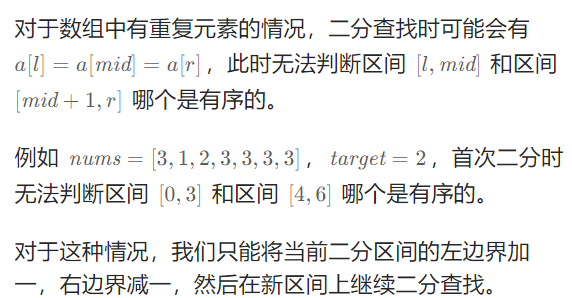 对于数组中有重复元素的情况，二分查找时可能会有
a[l] = a[mid] = a[r]，此时无法判断区间 [l, mid] 和区间
[mid + 1, r] 哪个是有序的。
例如 nums = [3, 1, 2, 3, 3, 3, 3]，target = 2，首次二分时
无法判断区间 [0, 3] 和区间 [4, 6] 哪个是有序的。
对于这种情况，我们只能将当前二分区间的左边界加
一，右边界减一，然后在新区间上继续二分查找。